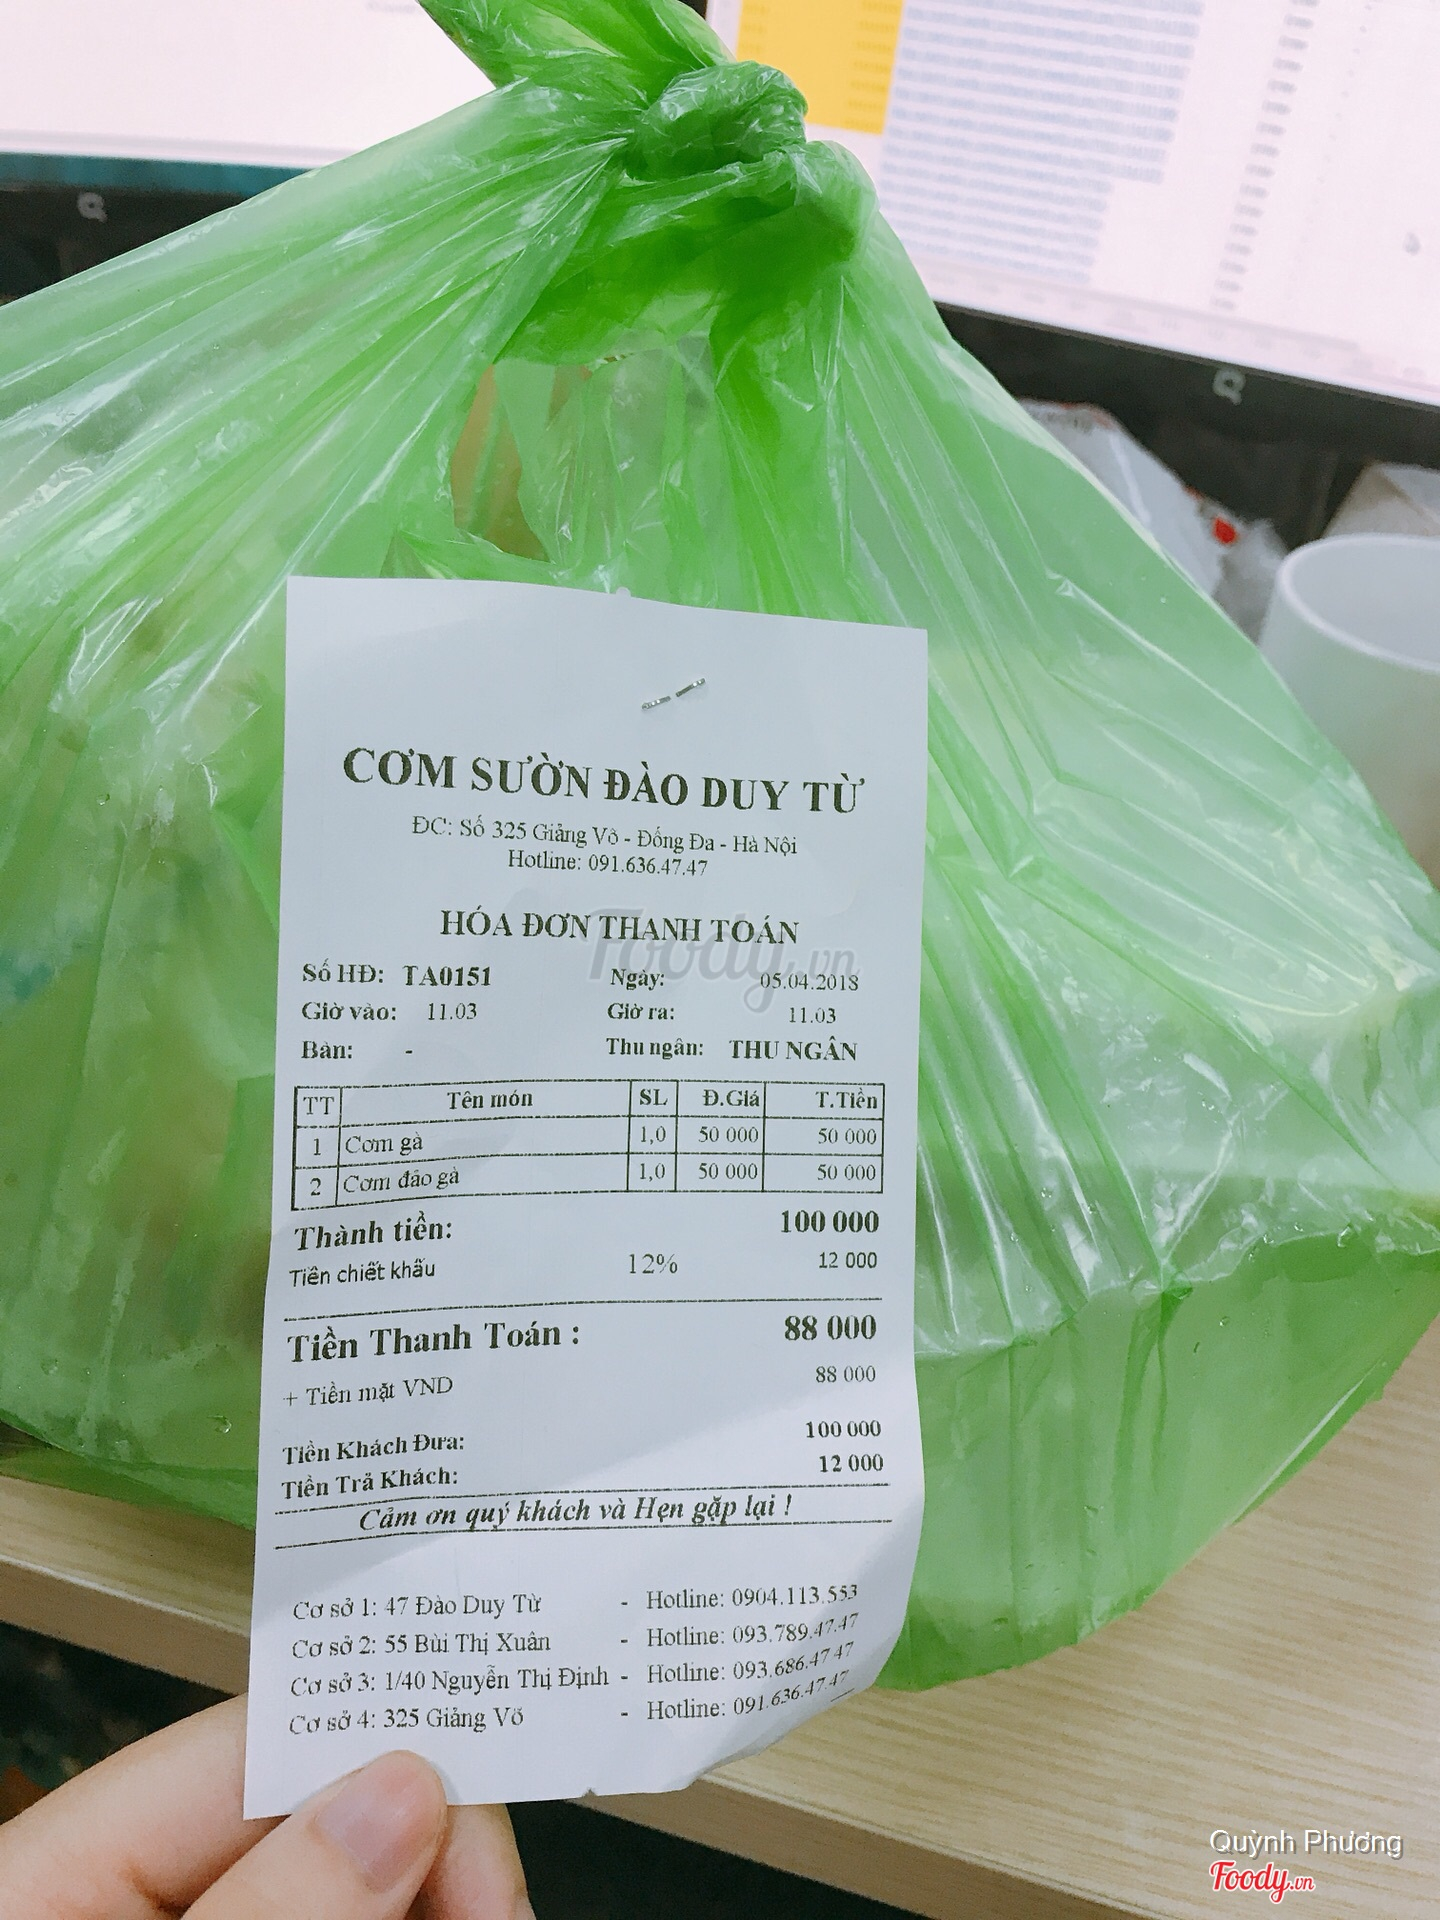 CƠM SƯỜN ĐÀO DUY TỪ
ĐC: Số 325 Giảng Võ - Đống Đa - Hà Nội
Hotline: 091.636.47.47
HÓA ĐƠN THANH TOÁN
Foody.vn
Số HĐ: TA0151 Ngày: 05.04.2018
Giờ vào: 11.03 Giờ ra: 11.03
Bàn: - Thu ngân: THU NGÂN
TT Tên món SL Đ.Giá T.Tiền
1 Cơm gà 1,0 50 000 50 000
2 Cơm đảo gà 1,0 50 000 50 000
Thành tiền: 100 000
Tiền chiết khấu 12% 12 000
Tiền Thanh Toán : 88 000
+ Tiền mặt VND 88 000
Tiền Khách Đưa: 100 000
Tiền Trả Khách: 12 000
Cảm ơn quý khách và Hẹn gặp lại !
Cơ sở 1: 47 Đào Duy Từ - Hotline: 0904.113.553
Cơ sở 2: 55 Bùi Thị Xuân - Hotline: 093.789.47.47
Cơ sở 3: 1/40 Nguyễn Thị Định - Hotline: 093.686.47 47
Cơ sở 4: 325 Giảng Võ - Hotline: 091.636.47.47
Quỳnh Phương
Foody.vn